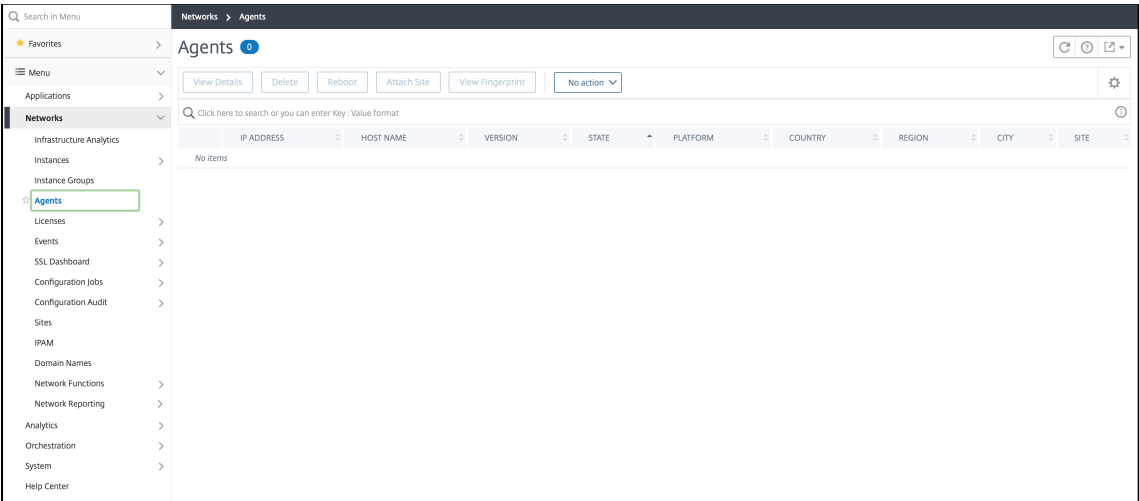 Search in Menu
Networks > Agents
Favorites
Agents 0
Menu
View Details Delete Reboot Attach Site View Fingerprint No action
Applications
Click here to search or you can enter Key : Value format
Networks
IP ADDRESS HOST NAME VERSION STATE PLATFORM COUNTRY REGION CITY SITE
Infrastructure Analytics
No items
Instances
Instance Groups
Agents
Licenses
Events
SSL Dashboard
Configuration Jobs
Configuration Audit
Sites
IPAM
Domain Names
Network Functions
Network Reporting
Analytics
Orchestration
System
Help Center